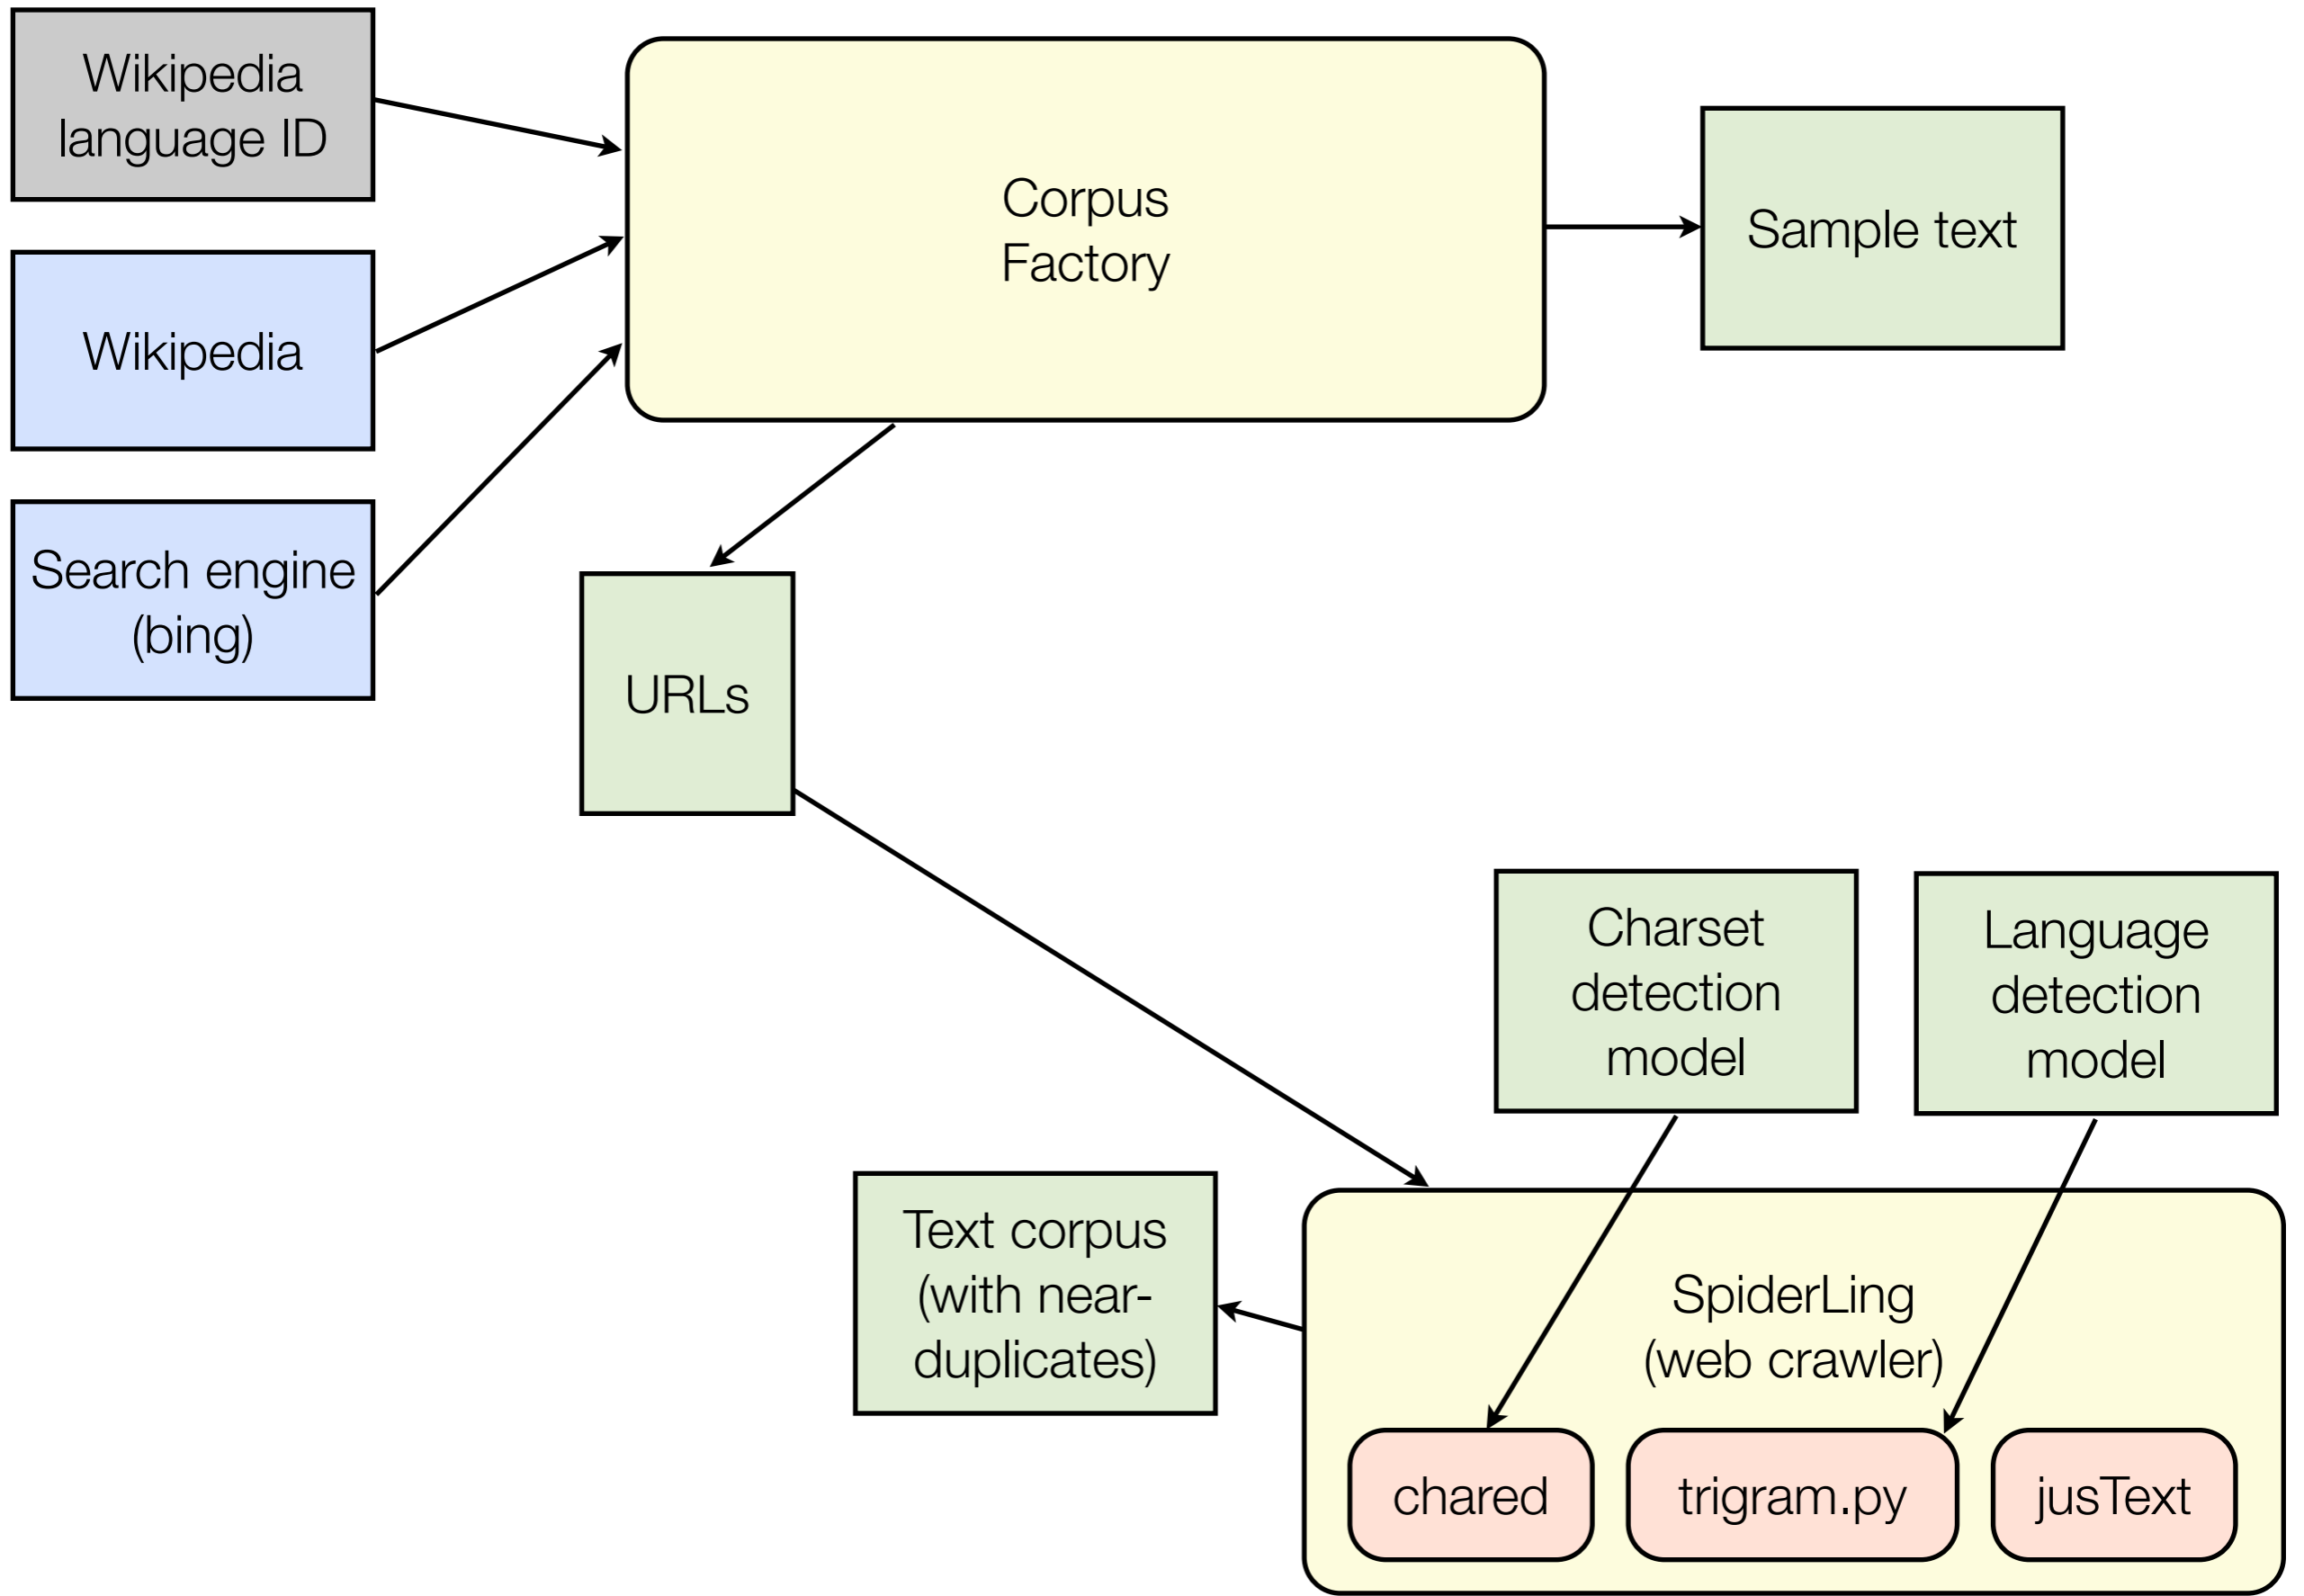 Wikipedia
language ID
Corpus
Factory
Sample text
Wikipedia
Search engine
(bing)
URLs
Charset
detection
model
Language
detection
model
Text corpus
(with near-
duplicates)
SpiderLing
(web crawler)
chared
trigram.py
jusText